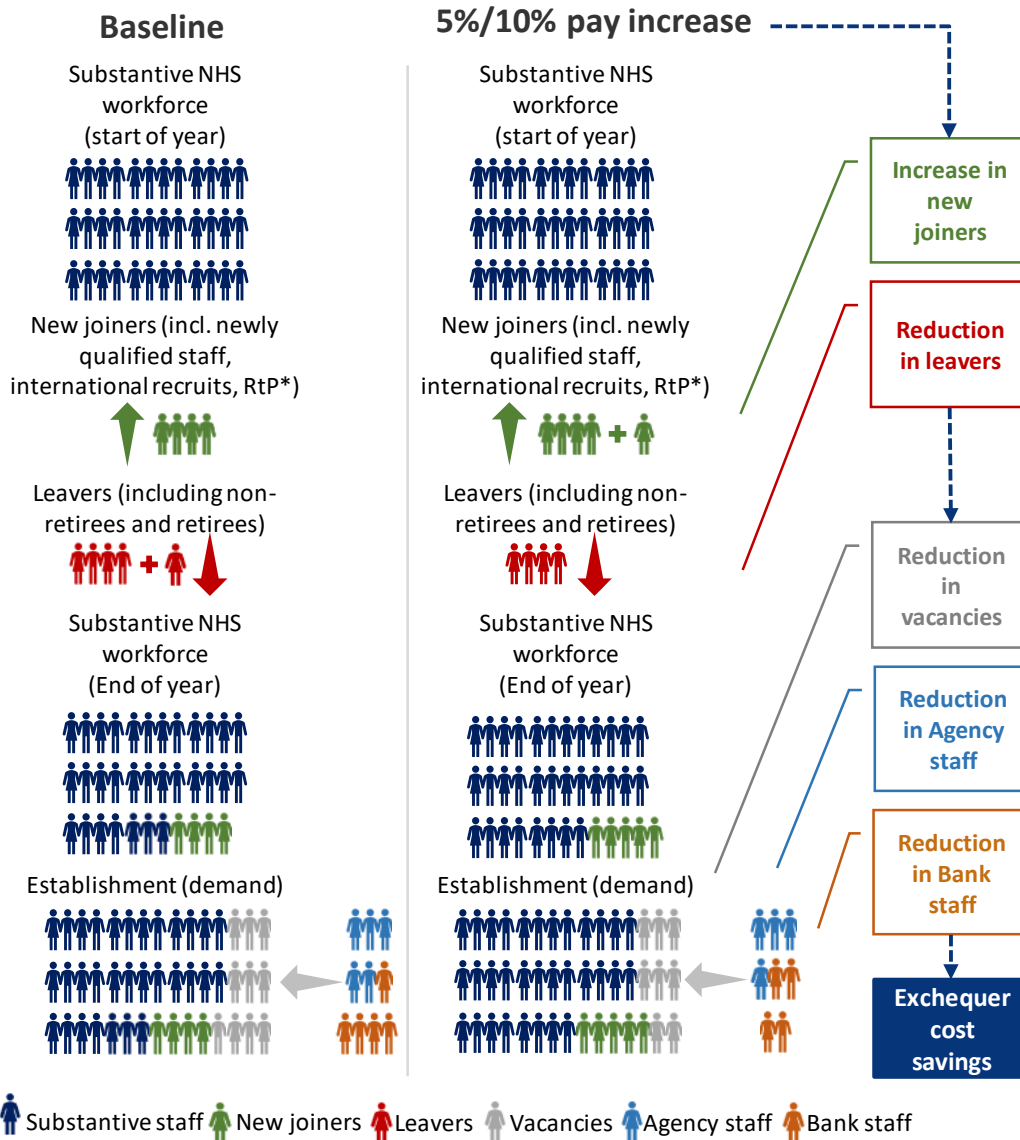 Baseline
Substantive NHS
workforce
(start of year)
New joiners (incl. newly
qualified staff,
international recruits, RtP*)
+
Leavers (including non-
retirees and retirees)
+
Substantive NHS
workforce
(End of year)
Establishment (demand)
5%/10% pay increase
Substantive NHS
workforce
(start of year)
New joiners (incl. newly
qualified staff,
international recruits, RtP*)
+
Leavers (including non-
retirees and retirees)
Substantive NHS
workforce
(End of year)
Establishment (demand)
Increase in
new
joiners
Reduction
in leavers
Reduction
in
vacancies
Reduction
in Agency
staff
Reduction
in Bank
staff
Exchequer
cost
savings
Substantive staff New joiners Leavers Vacancies Agency staff Bank staff